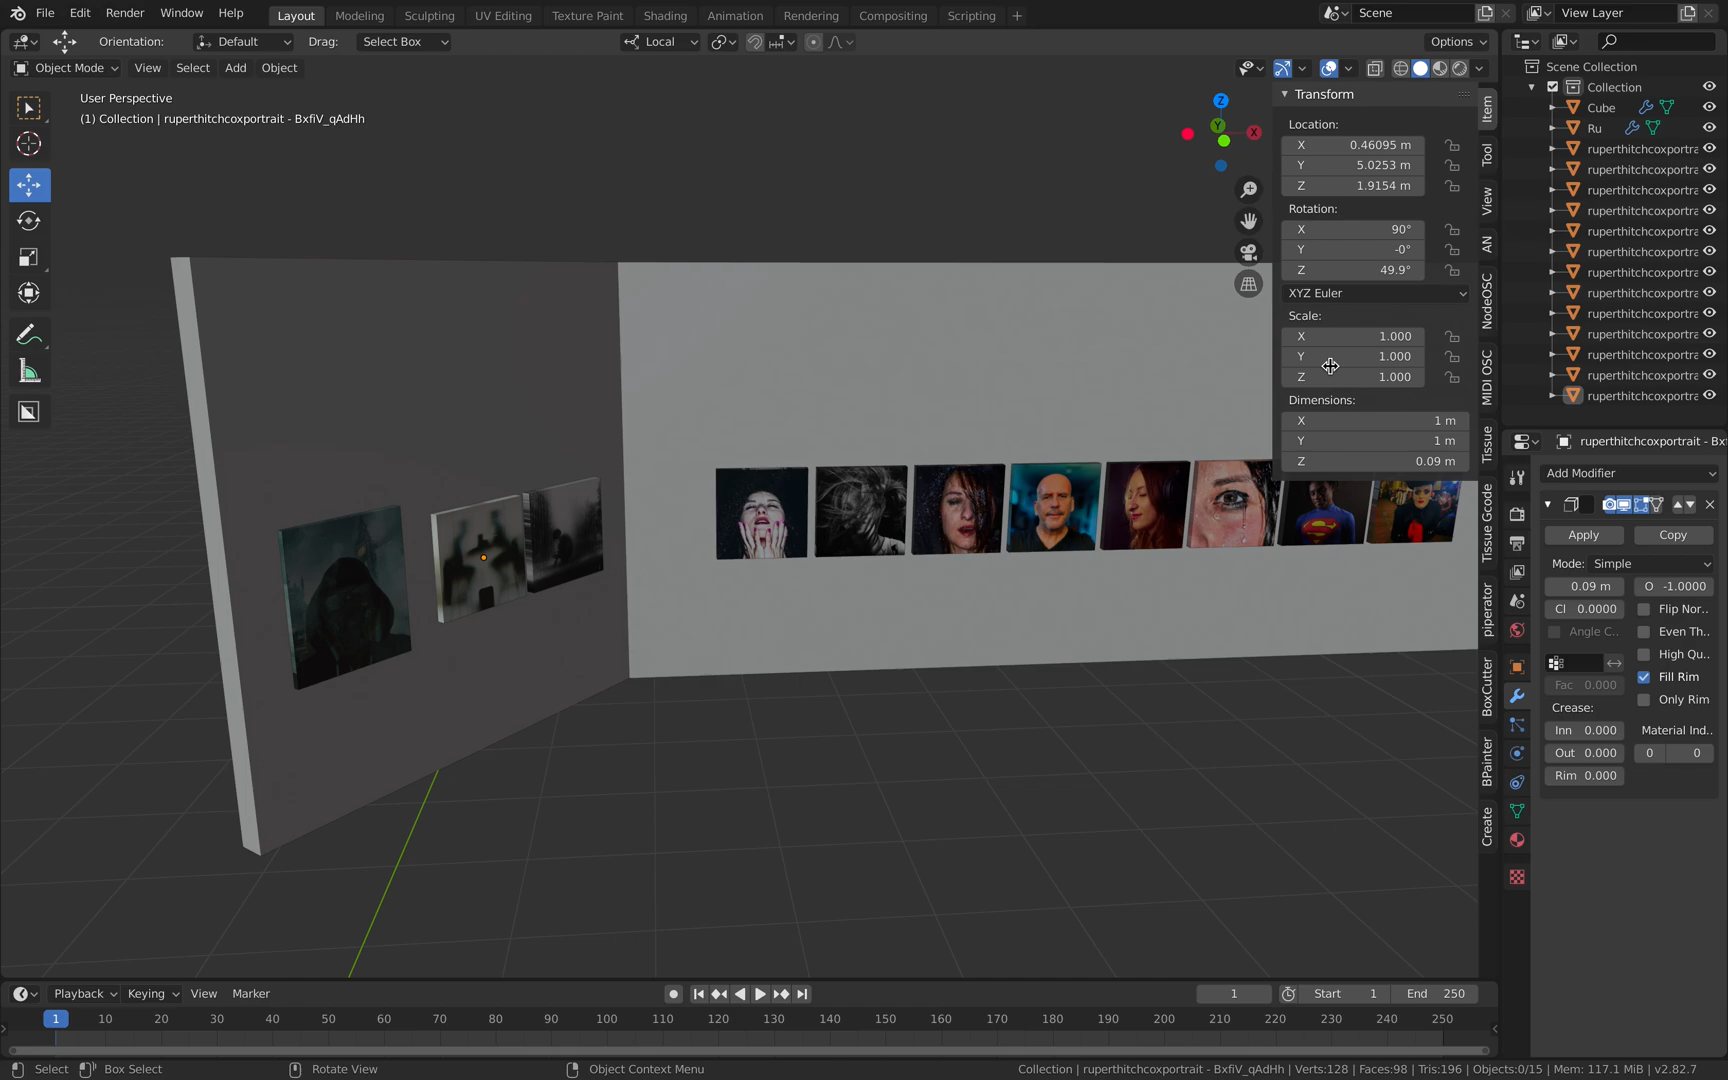 File Edit Render Window Help Layout Modeling Sculpting UV Editing Texture Paint Shading Animation Rendering Compositing Scripting + Scene View Layer
Orientation: Default Drag: Select Box Local Options
Object Mode View Select Add Object
User Perspective
(1) Collection | ruperthitchcoxportrait - BxfiV_qAdHh
Z
Y
X
Transform
Location:
X 0.46095 m
Y 5.0253 m
Z 1.9154 m
Rotation:
X 90°
Y -0°
Z 49.9°
XYZ Euler
Scale:
X 1.000
Y 1.000
Z 1.000
Dimensions:
X 1 m
Y 1 m
Z 0.09 m
Item
Tool
View
AN
NodeOSC
MIDI OSC
Tissue
Tissue Gcode
piperator
BoxCutter
BPainter
Create
Scene Collection
Collection
Cube
Ru
ruperthitchcoxportra
ruperthitchcoxportra
ruperthitchcoxportra
ruperthitchcoxportra
ruperthitchcoxportra
ruperthitchcoxportra
ruperthitchcoxportra
ruperthitchcoxportra
ruperthitchcoxportra
ruperthitchcoxportra
ruperthitchcoxportra
ruperthitchcoxportra
ruperthitchcoxportra
ruperthitchcoxportrait - Bx
Add Modifier
Apply Copy
Mode: Simple
0.09 m O -1.0000
Cl 0.0000 Flip Nor..
Angle C.. Even Th..
High Qu..
Fac 0.000 Fill Rim
Crease: Only Rim
Inn 0.000 Material Ind..
Out 0.000 0 0
Rim 0.000
Playback Keying View Marker 1 Start 1 End 250
1 10 20 30 40 50 60 70 80 90 100 110 120 130 140 150 160 170 180 190 200 210 220 230 240 250
Select Box Select Rotate View Object Context Menu Collection | ruperthitchcoxportrait - BxfiV_qAdHh | Verts:128 | Faces:98 | Tris:196 | Objects:0/15 | Mem: 117.1 MiB | v2.82.7